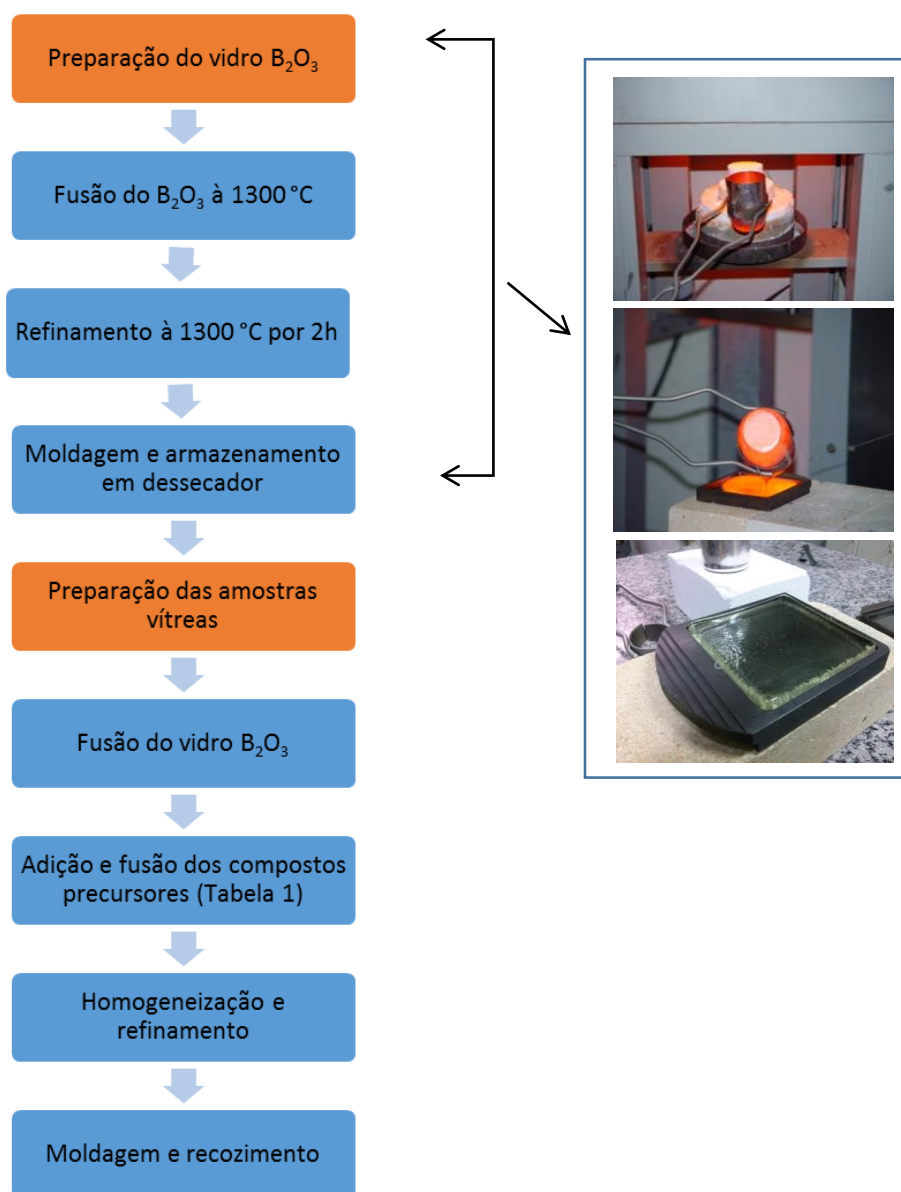 Preparação do vidro B₂O₃
Fusão do B₂O₃ à 1300 °C
Refinamento à 1300 °C por 2h
Moldagem e armazenamento
em dessecador
Preparação das amostras
vítreas
Fusão do vidro B₂O₃
Adição e fusão dos compostos
precursores (Tabela 1)
Homogeneização e
refinamento
Moldagem e recozimento